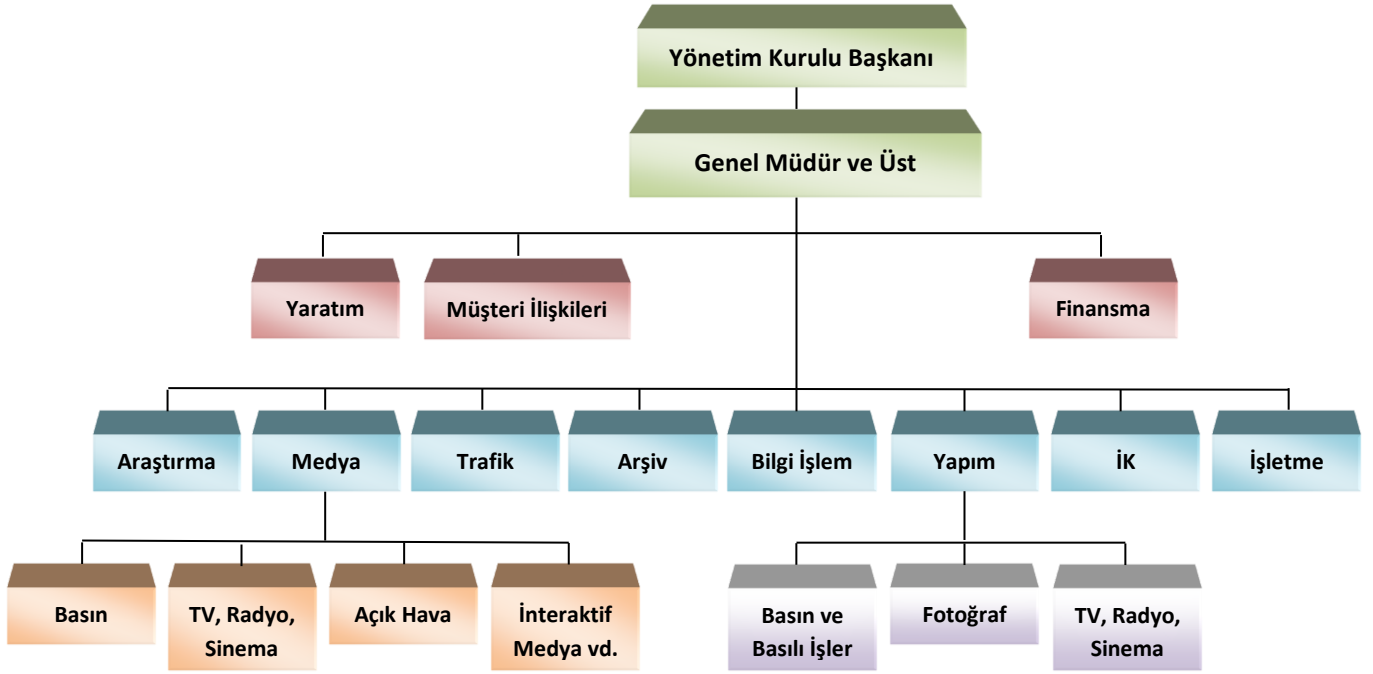 Yönetim Kurulu Başkanı
Genel Müdür ve Üst
Yaratım
Müşteri İlişkileri
Finansma
Araştırma
Medya
Trafik
Arşiv
Bilgi İşlem
Yapım
İK
İşletme
Basın
TV, Radyo,
Sinema
Açık Hava
İnteraktif
Medya vd.
Basın ve
Basılı İşler
Fotoğraf
TV, Radyo,
Sinema